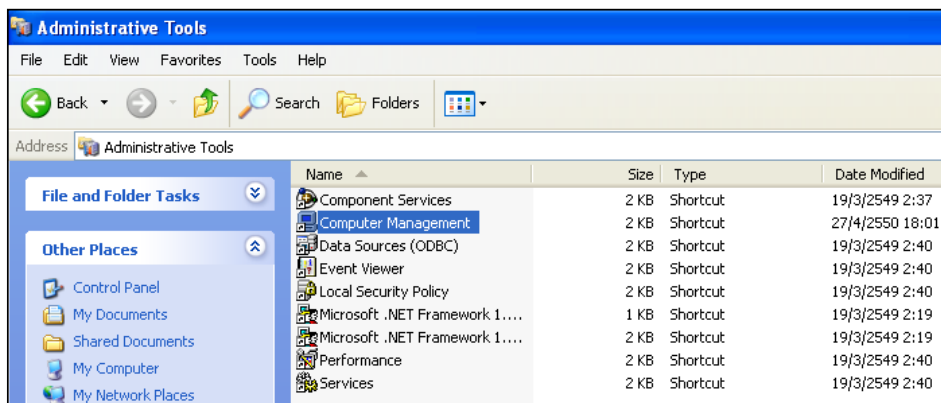 Administrative Tools
File Edit View Favorites Tools Help
Back Search Folders
Address Administrative Tools
File and Folder Tasks
Other Places
Control Panel
My Documents
Shared Documents
My Computer
My Network Places
Name Size Type Date Modified
Component Services 2 KB Shortcut 19/3/2549 2:37
Computer Management 2 KB Shortcut 27/4/2550 18:01
Data Sources (ODBC) 2 KB Shortcut 19/3/2549 2:40
Event Viewer 2 KB Shortcut 19/3/2549 2:40
Local Security Policy 2 KB Shortcut 19/3/2549 2:40
Microsoft .NET Framework 1.... 1 KB Shortcut 19/3/2549 2:19
Microsoft .NET Framework 1.... 2 KB Shortcut 19/3/2549 2:19
Performance 2 KB Shortcut 19/3/2549 2:40
Services 2 KB Shortcut 19/3/2549 2:40